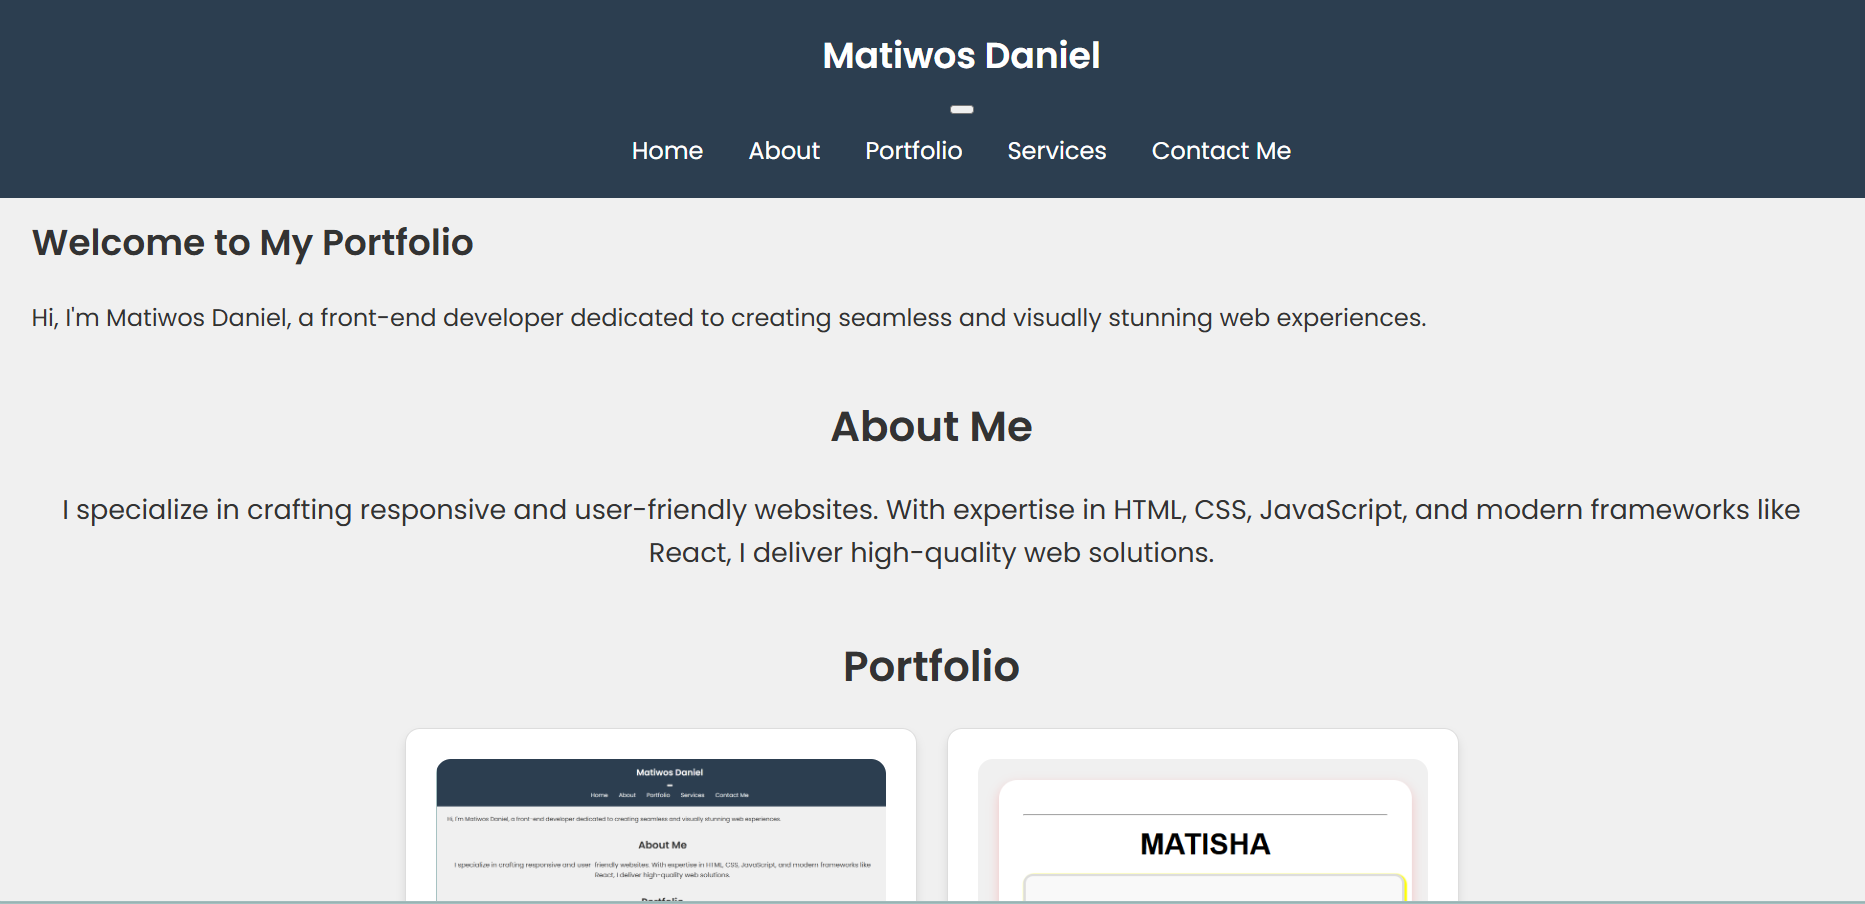 Matiwos Daniel
Home About Portfolio Services Contact Me
Welcome to My Portfolio
Hi, I'm Matiwos Daniel, a front-end developer dedicated to creating seamless and visually stunning web experiences.
About Me
I specialize in crafting responsive and user-friendly websites. With expertise in HTML, CSS, JavaScript, and modern frameworks like
React, I deliver high-quality web solutions.
Portfolio
Matiwos Daniel
Home About Portfolio Services Contact Me
Hi, I'm Matiwos Daniel, a front-end developer dedicated to creating seamless and visually stunning web experiences.
About Me
I specialize in crafting responsive and user friendly websites. With expertise in HTML, CSS, JavaScript, and modern frameworks like
React, I deliver high-quality web solutions.
Portfolio
MATISHA